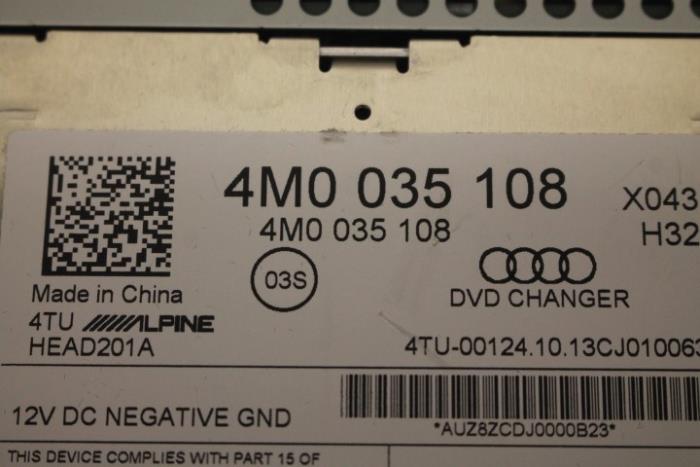 4M0 035 108
X043
4M0 035 108
H32
03S
Made in China
DVD CHANGER
4TU ALPINE
HEAD201A
4TU-00124.10.13CJ010063
12V DC NEGATIVE GND
*AUZ8ZCDJ0000B23*
THIS DEVICE COMPLIES WITH PART 15 OF